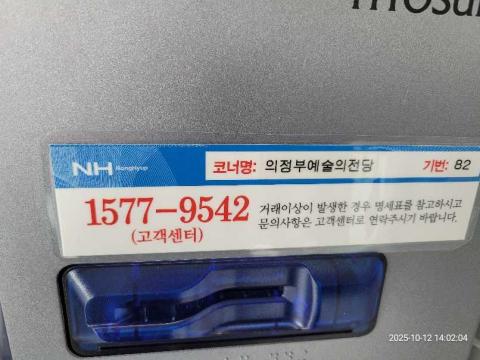 NH Nonghyup 코너명: 의정부예술의전당 기번: 82
1577-9542 거래이상이 발생한 경우 명세표를 참고하시고
(고객센터) 문의사항은 고객센터로 연락주시기 바랍니다.
2025-10-12 14:02:04